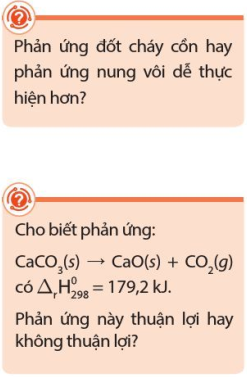 Phản ứng đốt cháy cồn hay
phản ứng nung vôi dễ thực
hiện hơn?
Cho biết phản ứng:
CaCO₃(s) → CaO(s) + CO₂(g)
có ΔᵣH⁰₂₉₈ = 179,2 kJ.
Phản ứng này thuận lợi hay
không thuận lợi?